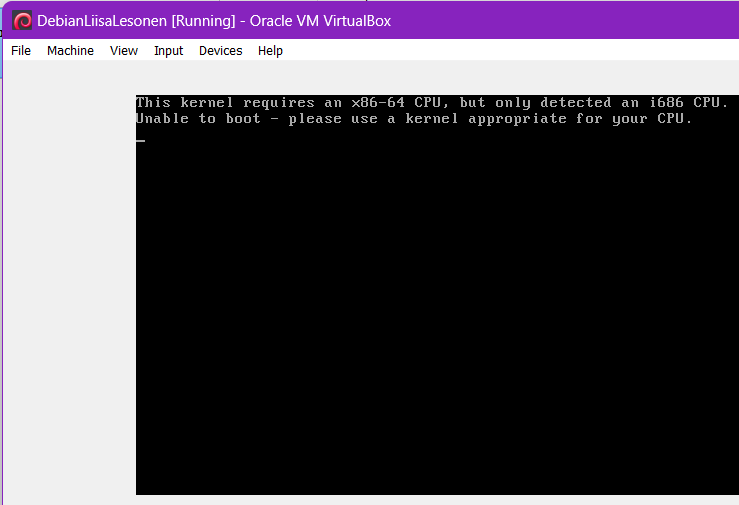 DebianLiisaLesonen [Running] - Oracle VM VirtualBox
File Machine View Input Devices Help
This kernel requires an x86-64 CPU, but only detected an i686 CPU.
Unable to boot - please use a kernel appropriate for your CPU.